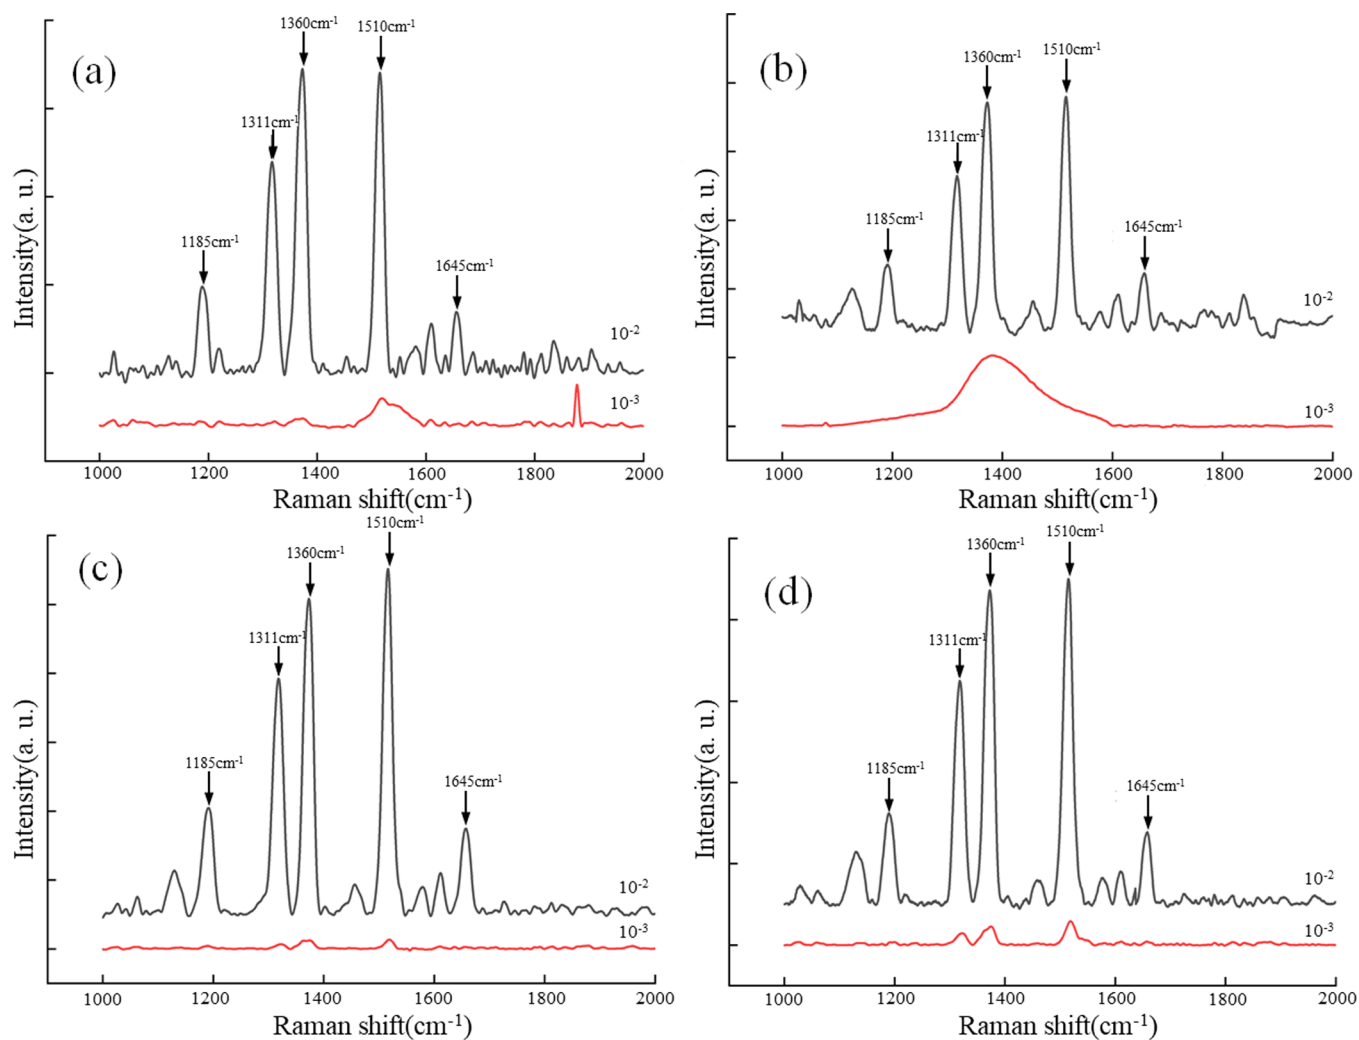 (a)
1360cm-1
1510cm-1
1311cm-1
1185cm-1
1645cm-1
10-2
10-3
Intensity(a. u.)
1000 1200 1400 1600 1800 2000
Raman shift(cm-1)
(b)
1360cm-1
1510cm-1
1311cm-1
1185cm-1
1645cm-1
10-2
10-3
Intensity(a. u.)
1000 1200 1400 1600 1800 2000
Raman shift(cm-1)
(c)
1510cm-1
1360cm-1
1311cm-1
1185cm-1
1645cm-1
10-2
10-3
Intensity(a. u.)
1000 1200 1400 1600 1800 2000
Raman shift(cm-1)
(d)
1510cm-1
1360cm-1
1311cm-1
1185cm-1
1645cm-1
10-2
10-3
Intensity(a. u.)
1000 1200 1400 1600 1800 2000
Raman shift(cm-1)